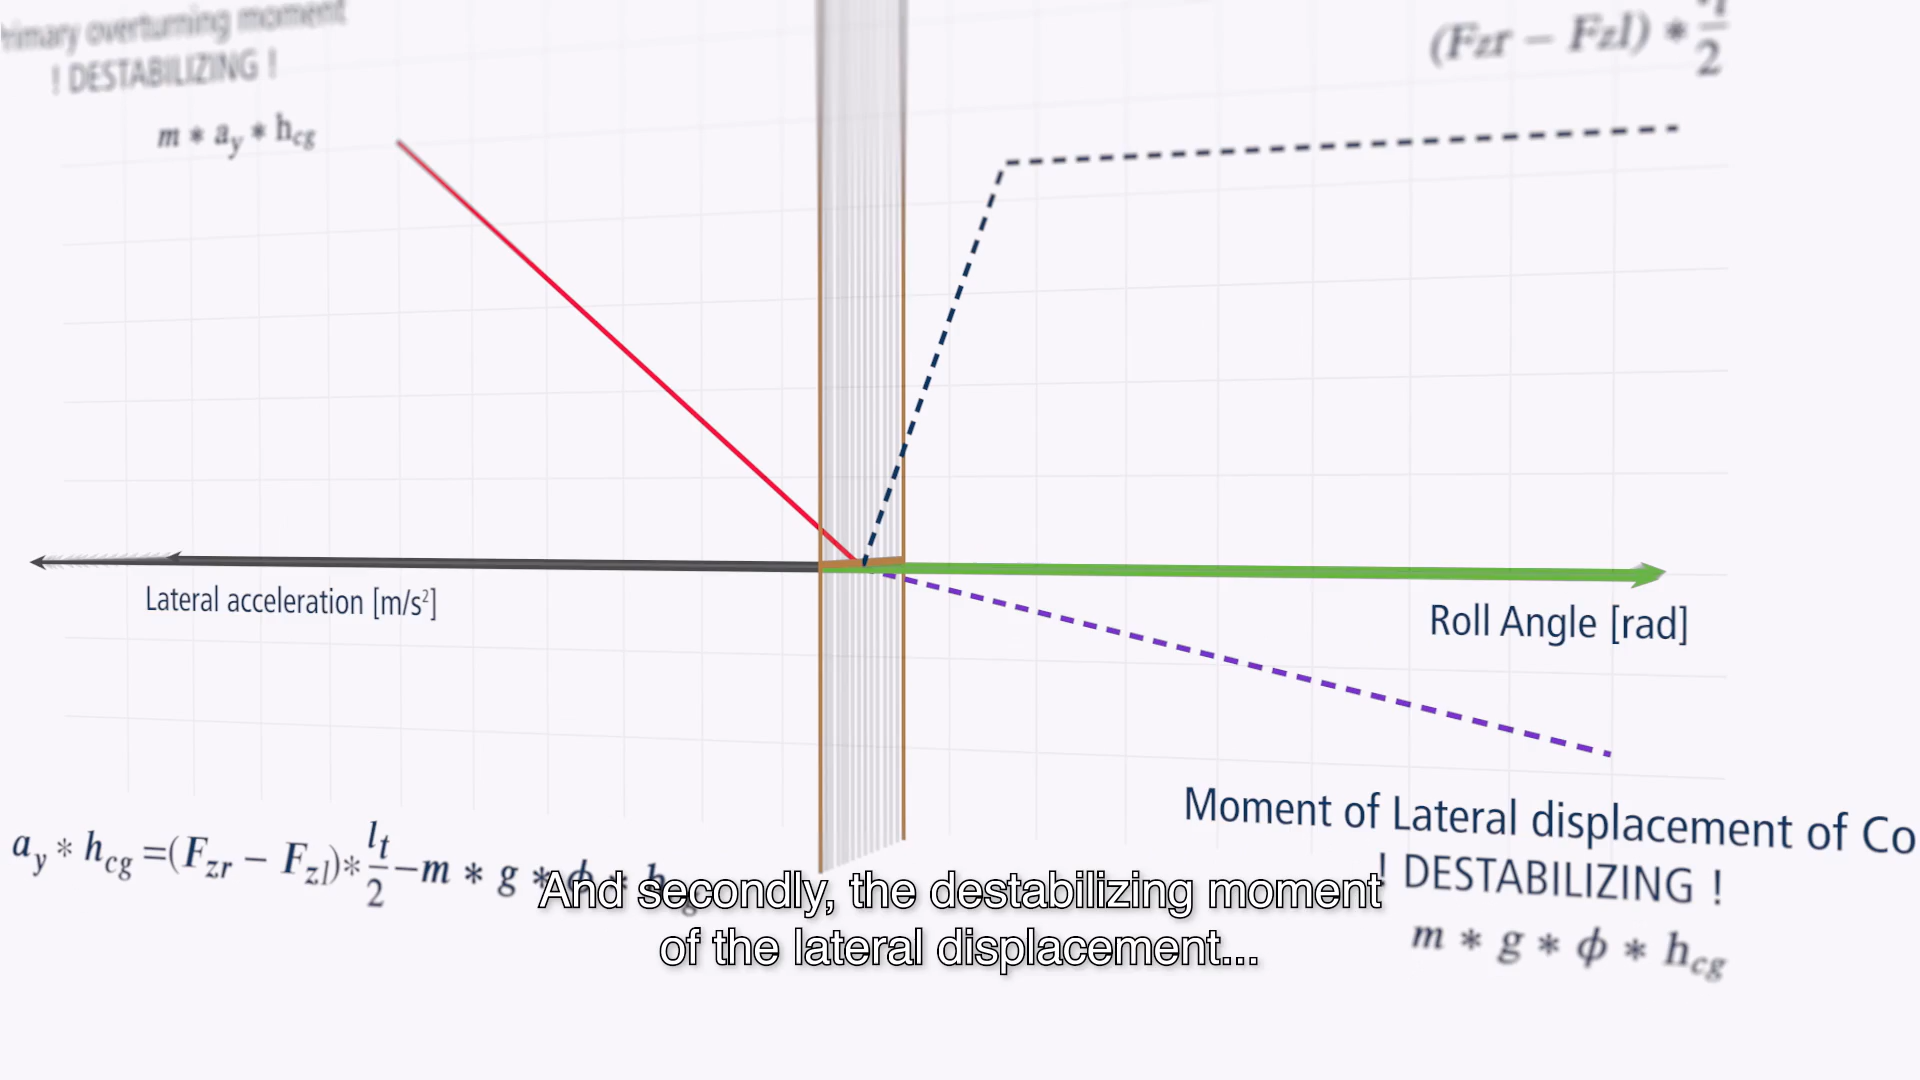 Primary overturning moment
! DESTABILIZING !
m * a_y * h_cg
(Fzr − Fzl) * l_t/2
Lateral acceleration [m/s²]
Roll Angle [rad]
Moment of Lateral displacement of Co
! DESTABILIZING !
m * g * ϕ * h_cg
a_y * h_cg =(F_zr − F_zl)* l_t/2 −m * g * ϕ * h_cg
And secondly, the destabilizing moment
of the lateral displacement...